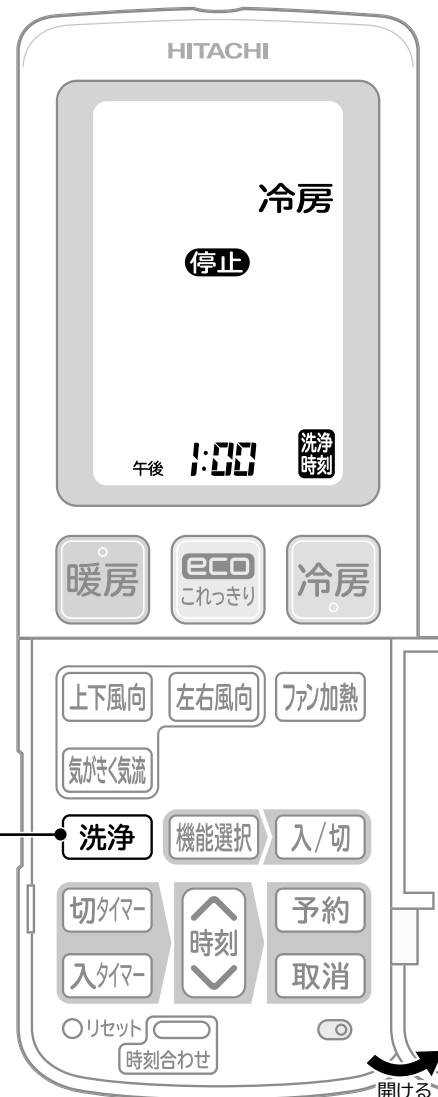 HITACHI
冷房
停止
午後 1:00 洗浄時刻
暖房
eco
これっきり
冷房
上下風向 左右風向 ファン加熱
気がきく気流
洗浄 機能選択 入/切
切タイマー 時刻 予約
入タイマー 取消
リセット
時刻合わせ
開ける